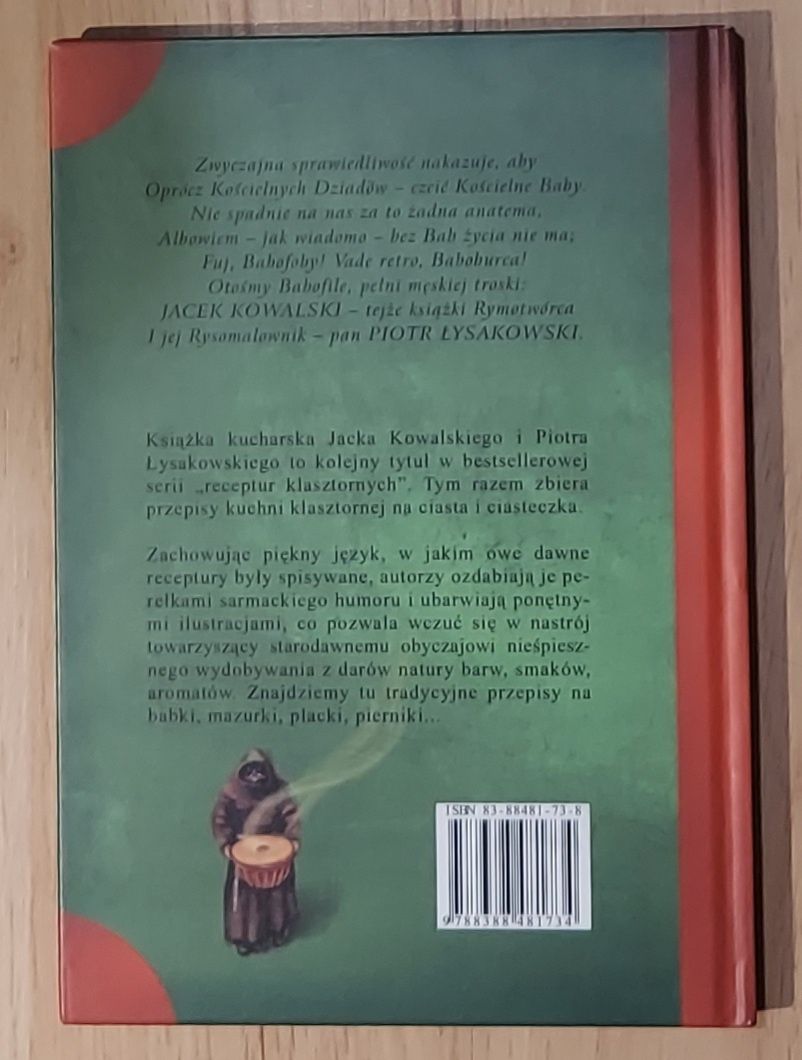 Zwyczajna sprawiedliwość nakazuje, aby
Oprócz Kościelnych Dziadów – czcić Kościelne Baby.
Nie spadnie na nas za to żadna anatema,
Albowiem – jak wiadomo – bez Bab życia nie ma;
Fuj, Babofoby! Vade retro, Baboburca!
Otośmy Babofile, pełni męskiej troski:
JACEK KOWALSKI – tejże książki Rymotwórca
I jej Rysomalownik – pan PIOTR ŁYSAKOWSKI.
Książka kucharska Jacka Kowalskiego i Piotra
Łysakowskiego to kolejny tytuł w bestsellerowej
serii „receptur klasztornych”. Tym razem zbiera
przepisy kuchni klasztornej na ciasta i ciasteczka.
Zachowując piękny język, w jakim owe dawne
receptury były spisywane, autorzy ozdabiają je pe-
rełkami sarmackiego humoru i ubarwiają ponętny-
mi ilustracjami, co pozwala wczuć się w nastrój
towarzyszący starodawnemu obyczajowi nieśpiesz-
nego wydobywania z darów natury barw, smaków,
aromatów. Znajdziemy tu tradycyjne przepisy na
babki, mazurki, placki, pierniki...
ISBN 83-88481-73-8
9 788388 481734